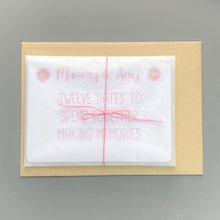 Mummy & Amy
TWELVE 'DATES' TO
SPEND TOGETHER
MAKING MEMORIES